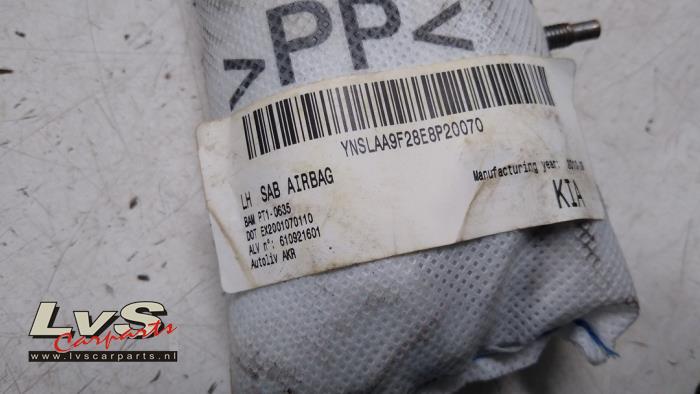 >PP<
YNSLAA9F28E8P20070
LH SAB AIRBAG
BAM PT1-0635
DOT EX2001070110
ALV n°: 610921601
Autoliv AKR
Manufacturing year:
KIA
LvS
Carparts
www.lvscarparts.nl